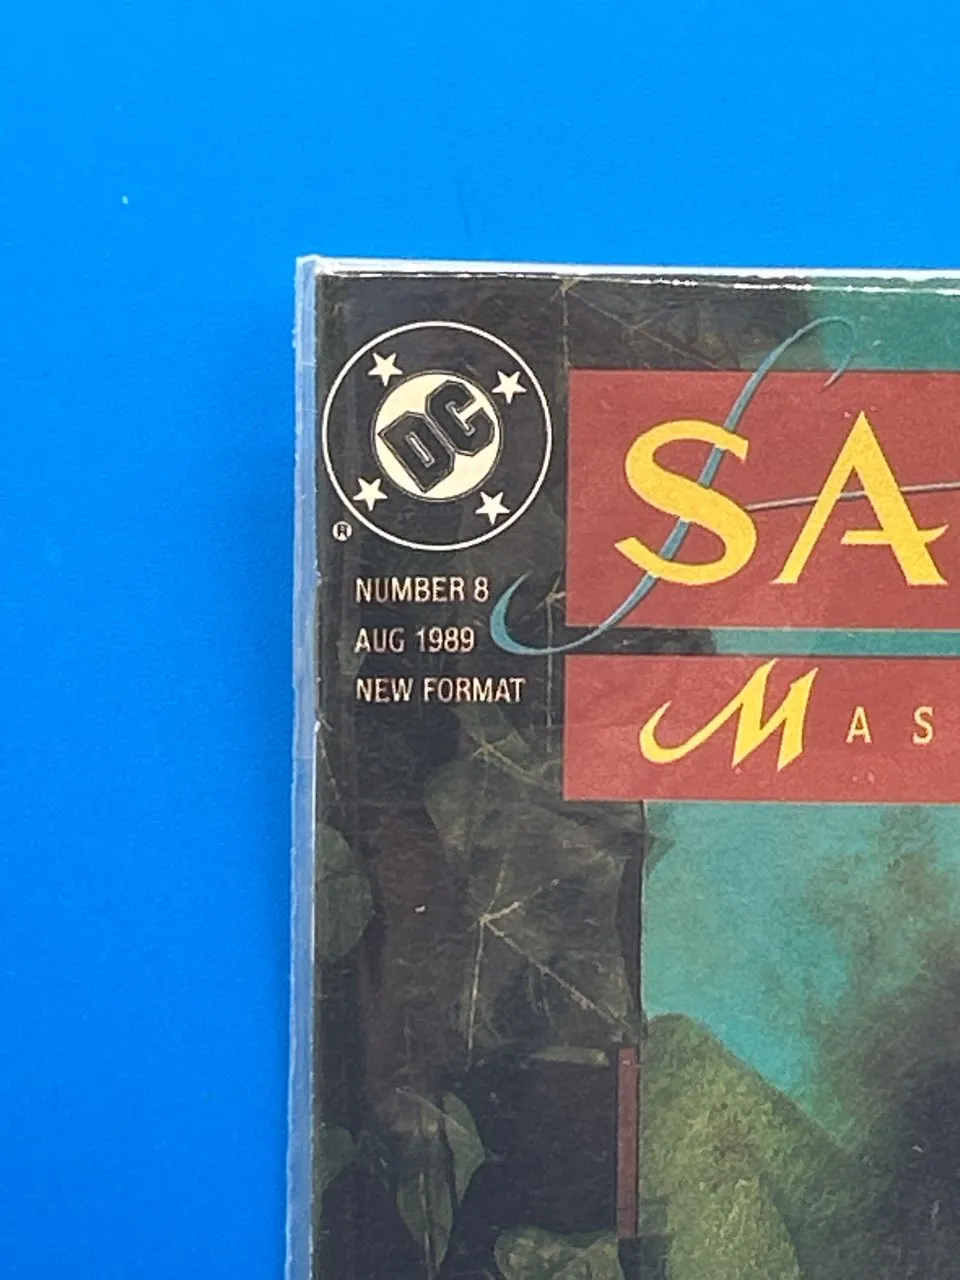 DC
®
NUMBER 8
AUG 1989
NEW FORMAT
SA
MAS